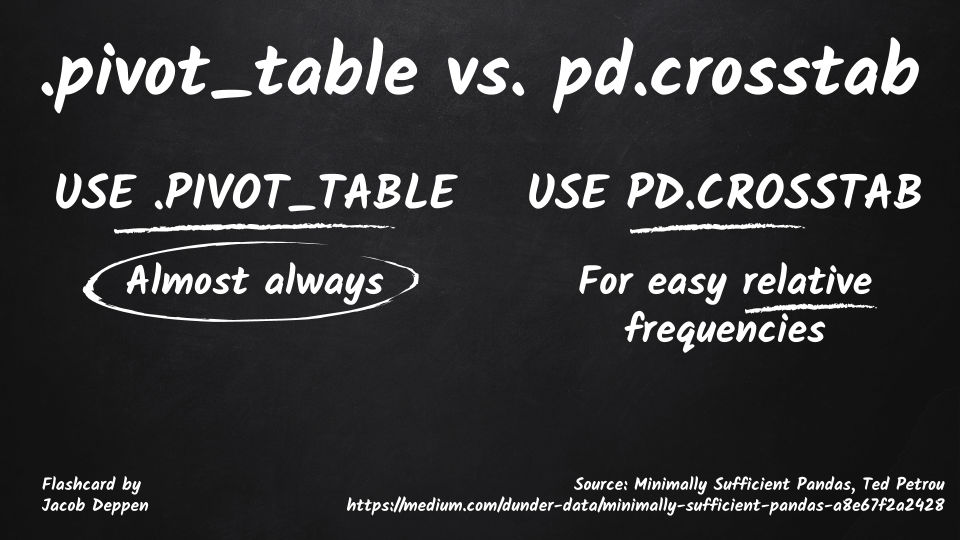 .pivot_table vs. pd.crosstab
USE .PIVOT_TABLE
Almost always
USE PD.CROSSTAB
For easy relative
frequencies
Flashcard by
Jacob Deppen
Source: Minimally Sufficient Pandas, Ted Petrou
https://medium.com/dunder-data/minimally-sufficient-pandas-a8e67f2a2428